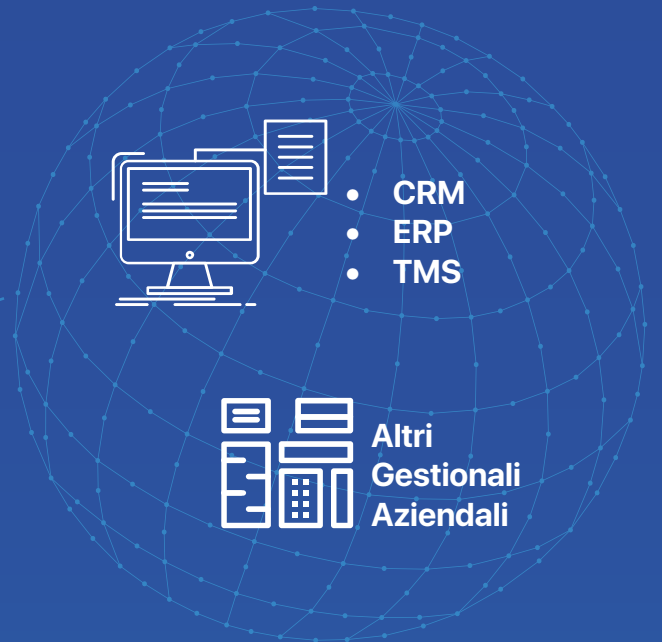 • CRM
• ERP
• TMS
Altri
Gestionali
Aziendali